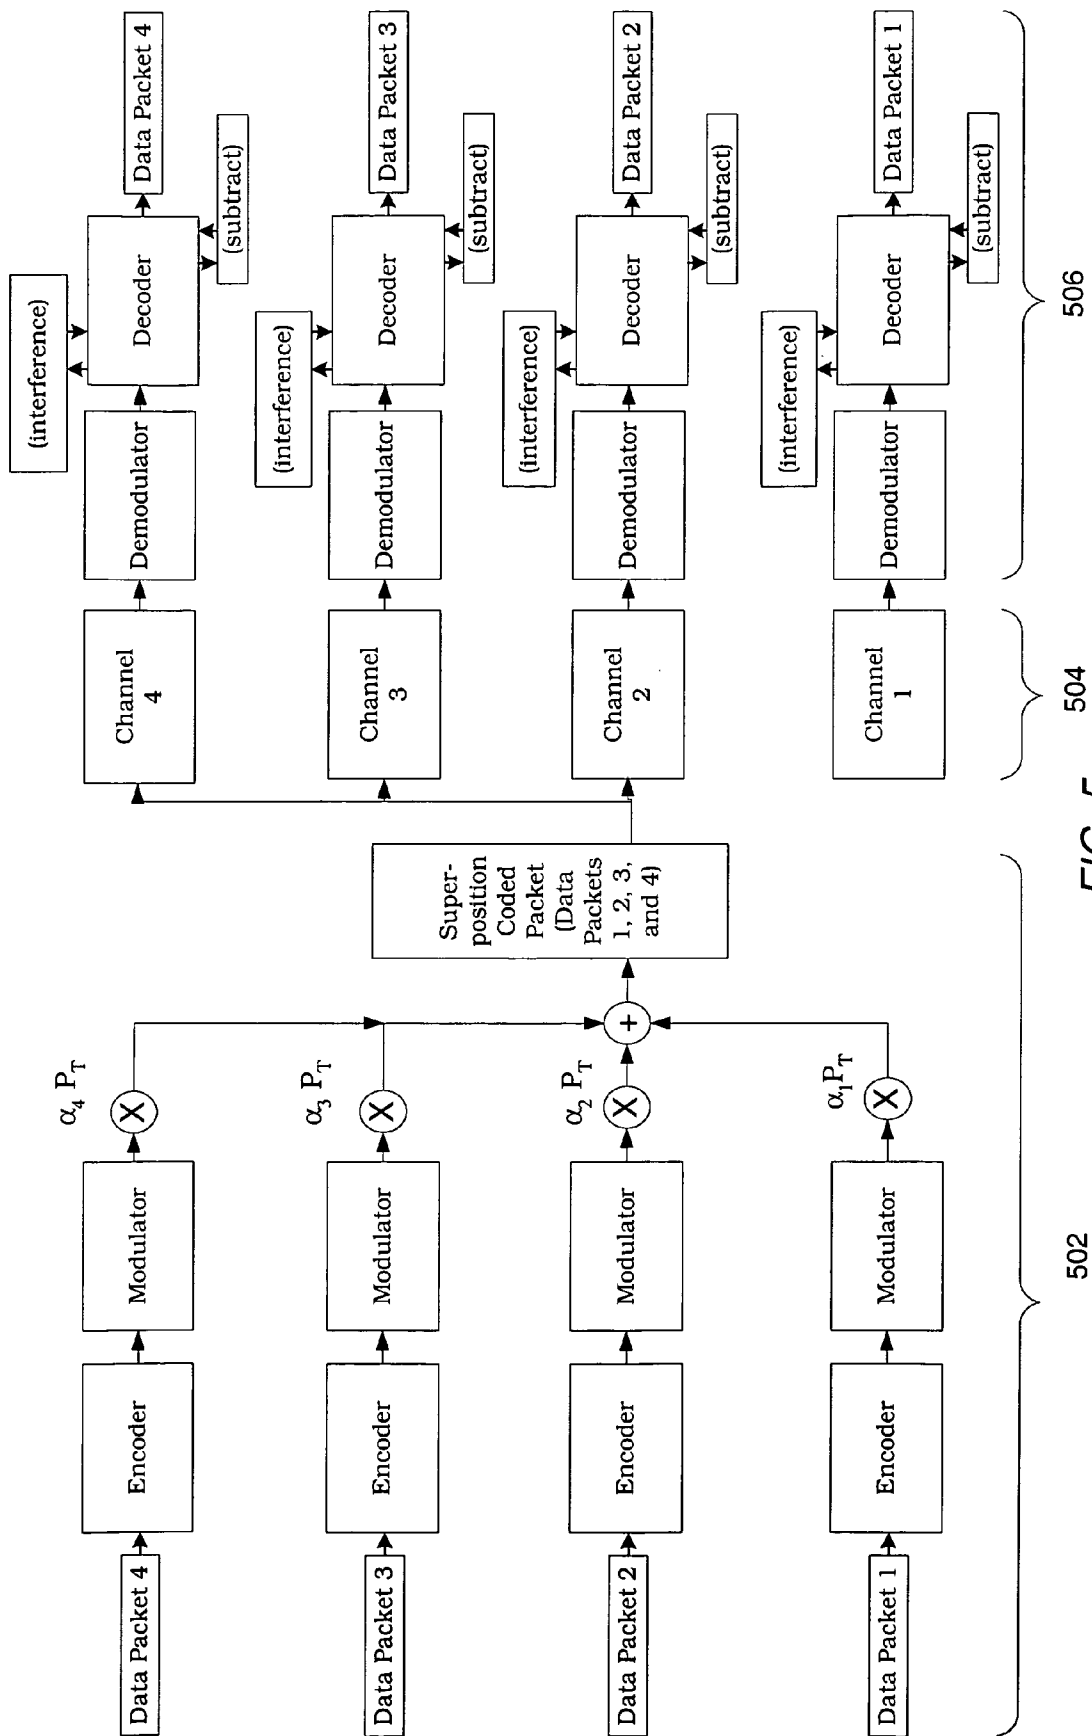 Data Packet 4
Encoder
Modulator
α4 PT
Channel
4
Demodulator
(interference)
Decoder
(subtract)
Data Packet 4
Data Packet 3
Encoder
Modulator
α3 PT
Channel
3
Demodulator
(interference)
Decoder
(subtract)
Data Packet 3
Data Packet 2
Encoder
Modulator
α2 PT
+
Super-
position
Coded
Packet
(Data
Packets
1, 2, 3,
and 4)
Channel
2
Demodulator
(interference)
Decoder
(subtract)
Data Packet 2
Data Packet 1
Encoder
Modulator
α1PT
Channel
1
Demodulator
(interference)
Decoder
(subtract)
Data Packet 1
502
504
506